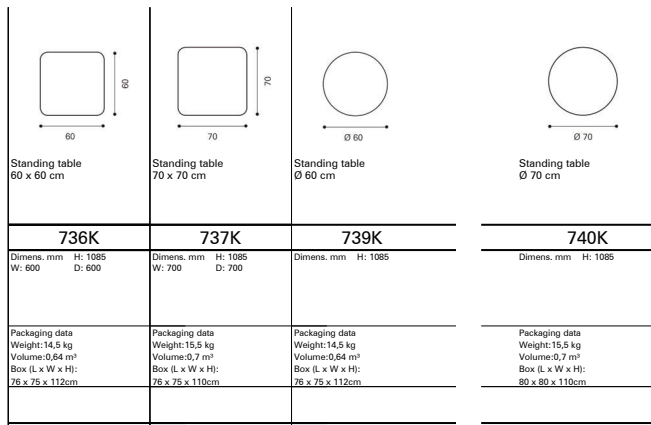 60
60
Standing table
60 x 60 cm
736K
Dimens. mm H: 1085
W: 600 D: 600
Packaging data
Weight:14,5 kg
Volume:0,64 m³
Box (L x W x H):
76 x 75 x 112cm
70
70
Standing table
70 x 70 cm
737K
Dimens. mm H: 1085
W: 700 D: 700
Packaging data
Weight:15,5 kg
Volume:0,7 m³
Box (L x W x H):
76 x 75 x 110cm
Ø 60
Standing table
Ø 60 cm
739K
Dimens. mm H: 1085
Packaging data
Weight:14,5 kg
Volume:0,64 m³
Box (L x W x H):
76 x 75 x 112cm
Ø 70
Standing table
Ø 70 cm
740K
Dimens. mm H: 1085
Packaging data
Weight:15,5 kg
Volume:0,7 m³
Box (L x W x H):
80 x 80 x 110cm